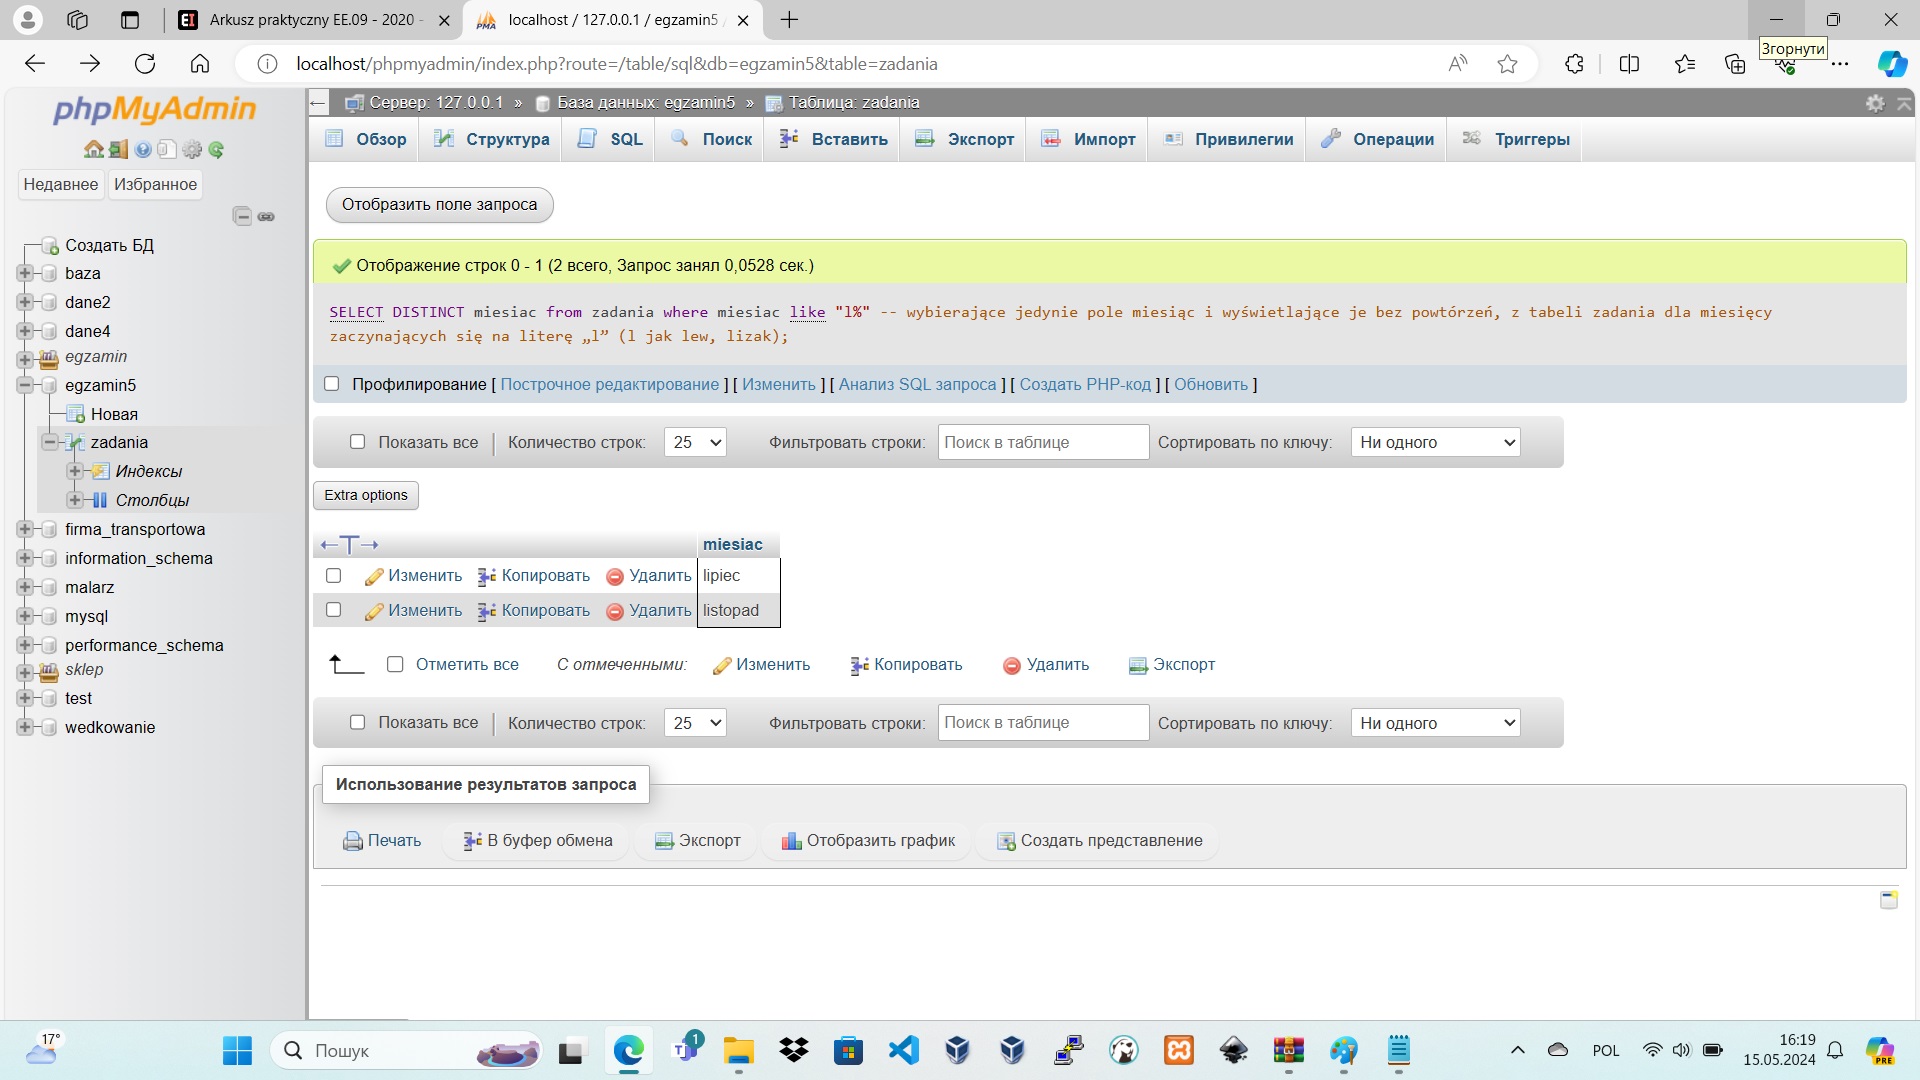 Arkusz praktyczny EE.09 - 2020 -
localhost / 127.0.0.1 / egzamin5 /
Згорнути
localhost/phpmyadmin/index.php?route=/table/sql&db=egzamin5&table=zadania
phpMyAdmin
Недавнее
Избранное
Создать БД
baza
dane2
dane4
egzamin
egzamin5
Новая
zadania
Индексы
Столбцы
firma_transportowa
information_schema
malarz
mysql
performance_schema
sklep
test
wedkowanie
Сервер: 127.0.0.1 » База данных: egzamin5 » Таблица: zadania
Обзор Структура SQL Поиск Вставить Экспорт Импорт Привилегии Операции Триггеры
Отобразить поле запроса
Отображение строк 0 - 1 (2 всего, Запрос занял 0,0528 сек.)
SELECT DISTINCT miesiac from zadania where miesiac like "l%" -- wybierające jedynie pole miesiąc i wyświetlające je bez powtórzeń, z tabeli zadania dla miesięcy
zaczynających się na literę „l” (l jak lew, lizak);
Профилирование [ Построчное редактирование ] [ Изменить ] [ Анализ SQL запроса ] [ Создать PHP-код ] [ Обновить ]
Показать все Количество строк: 25 Фильтровать строки: Поиск в таблице Сортировать по ключу: Ни одного
Extra options
miesiac
Изменить Копировать Удалить lipiec
Изменить Копировать Удалить listopad
Отметить все С отмеченными: Изменить Копировать Удалить Экспорт
Показать все Количество строк: 25 Фильтровать строки: Поиск в таблице Сортировать по ключу: Ни одного
Использование результатов запроса
Печать В буфер обмена Экспорт Отобразить график Создать представление
17°
Пошук
1
POL
16:19
15.05.2024
PRE